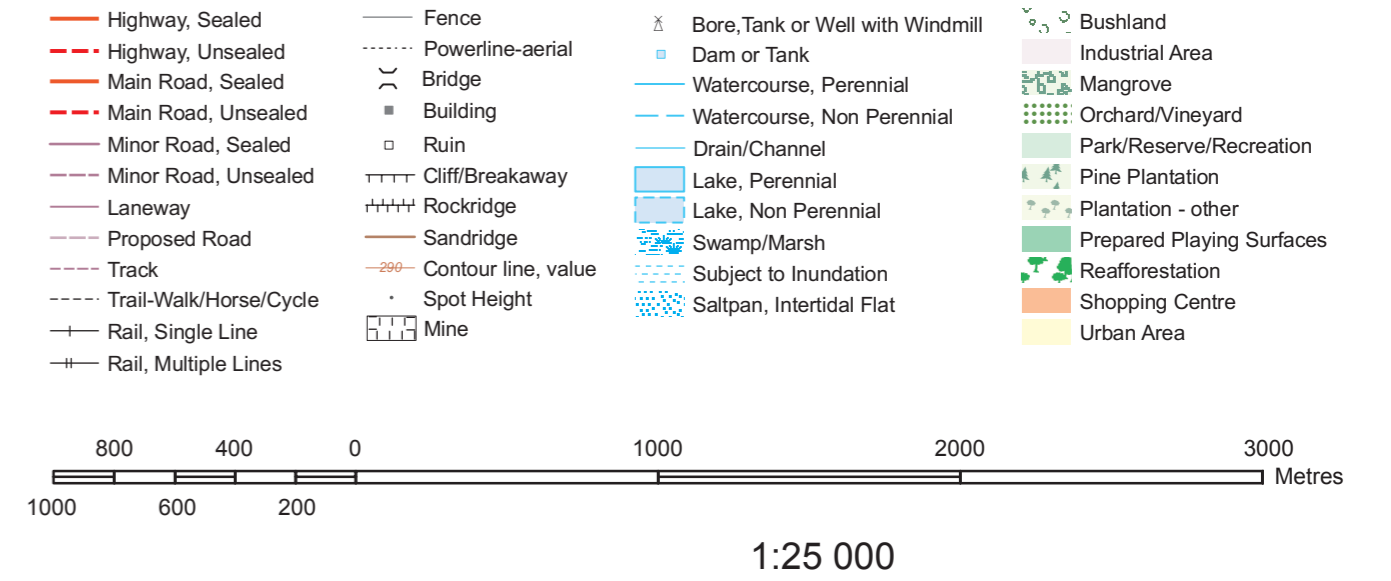 Highway, Sealed
Highway, Unsealed
Main Road, Sealed
Main Road, Unsealed
Minor Road, Sealed
Minor Road, Unsealed
Laneway
Proposed Road
Track
Trail-Walk/Horse/Cycle
Rail, Single Line
Rail, Multiple Lines
Fence
Powerline-aerial
Bridge
Building
Ruin
Cliff/Breakaway
Rockridge
Sandridge
290 Contour line, value
Spot Height
Mine
Bore,Tank or Well with Windmill
Dam or Tank
Watercourse, Perennial
Watercourse, Non Perennial
Drain/Channel
Lake, Perennial
Lake, Non Perennial
Swamp/Marsh
Subject to Inundation
Saltpan, Intertidal Flat
Bushland
Industrial Area
Mangrove
Orchard/Vineyard
Park/Reserve/Recreation
Pine Plantation
Plantation - other
Prepared Playing Surfaces
Reafforestation
Shopping Centre
Urban Area
800 400 0 1000 2000 3000
Metres
1000 600 200
1:25 000